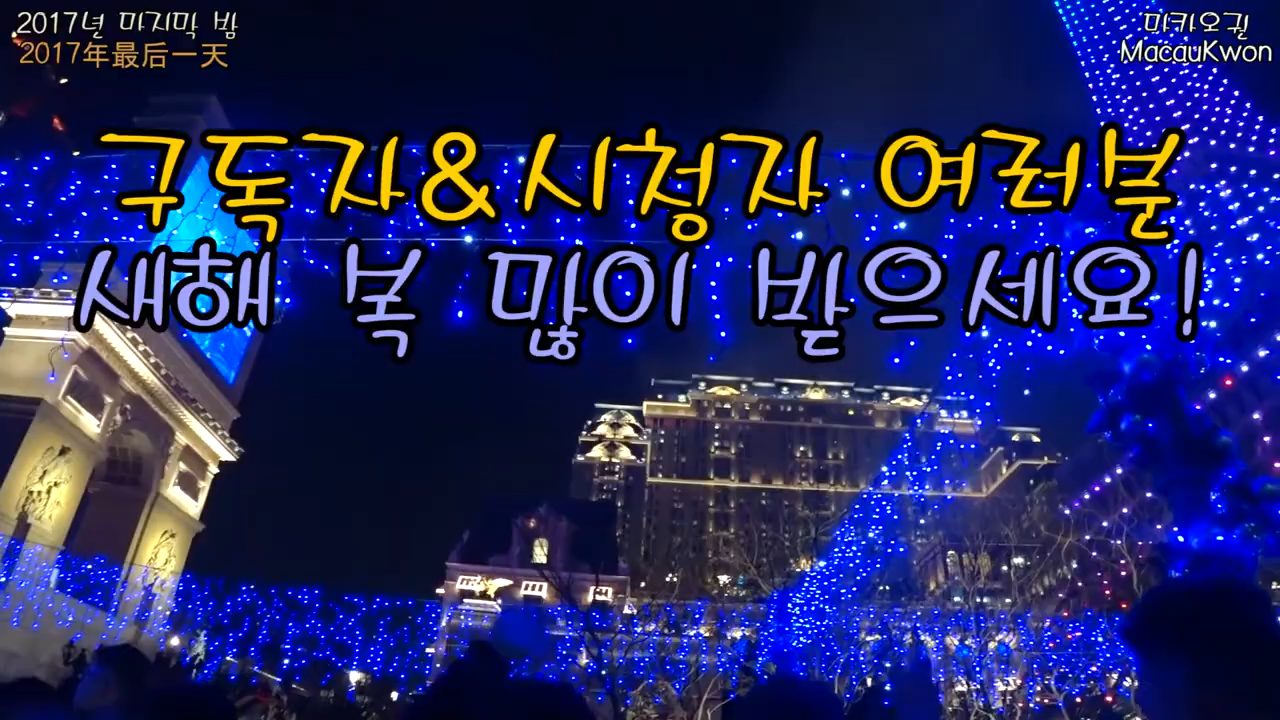 2017년 마지막 밤
2017年最后一天
마카오권
MacauKwon
구독자&시청자 여러분
새해 복 많이 받으세요!